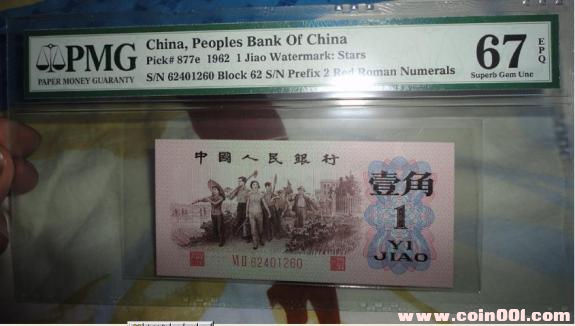 PMG
PAPER MONEY GUARANTY
China, Peoples Bank Of China
Pick# 877e 1962 1 Jiao Watermark: Stars
S/N 62401260 Block 62 S/N Prefix 2 Red Roman Numerals
67 EPQ
Superb Gem Unc
中國人民銀行
壹角
1
YI
JIAO
VI II 62401260
www.coin001.com